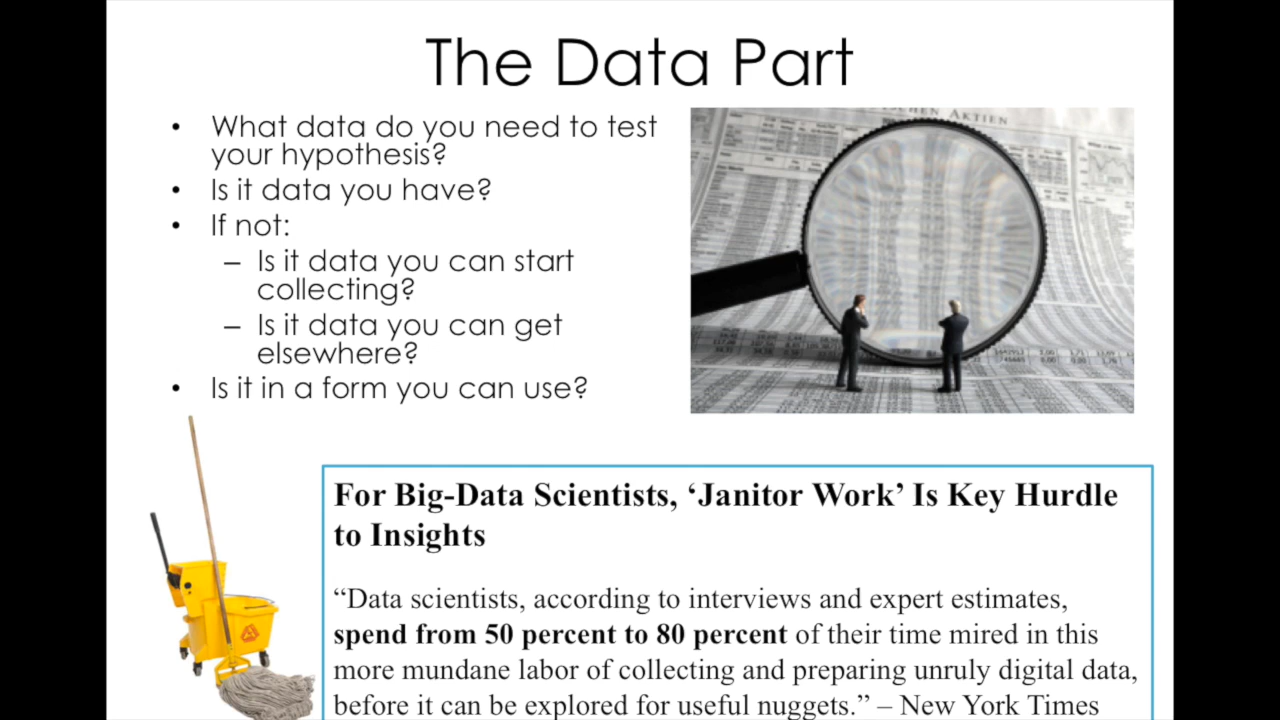 The Data Part
• What data do you need to test
your hypothesis?
• Is it data you have?
• If not:
– Is it data you can start
collecting?
– Is it data you can get
elsewhere?
• Is it in a form you can use?
AKTIEN
For Big-Data Scientists, ‘Janitor Work’ Is Key Hurdle
to Insights
“Data scientists, according to interviews and expert estimates,
spend from 50 percent to 80 percent of their time mired in this
more mundane labor of collecting and preparing unruly digital data,
before it can be explored for useful nuggets.” – New York Times